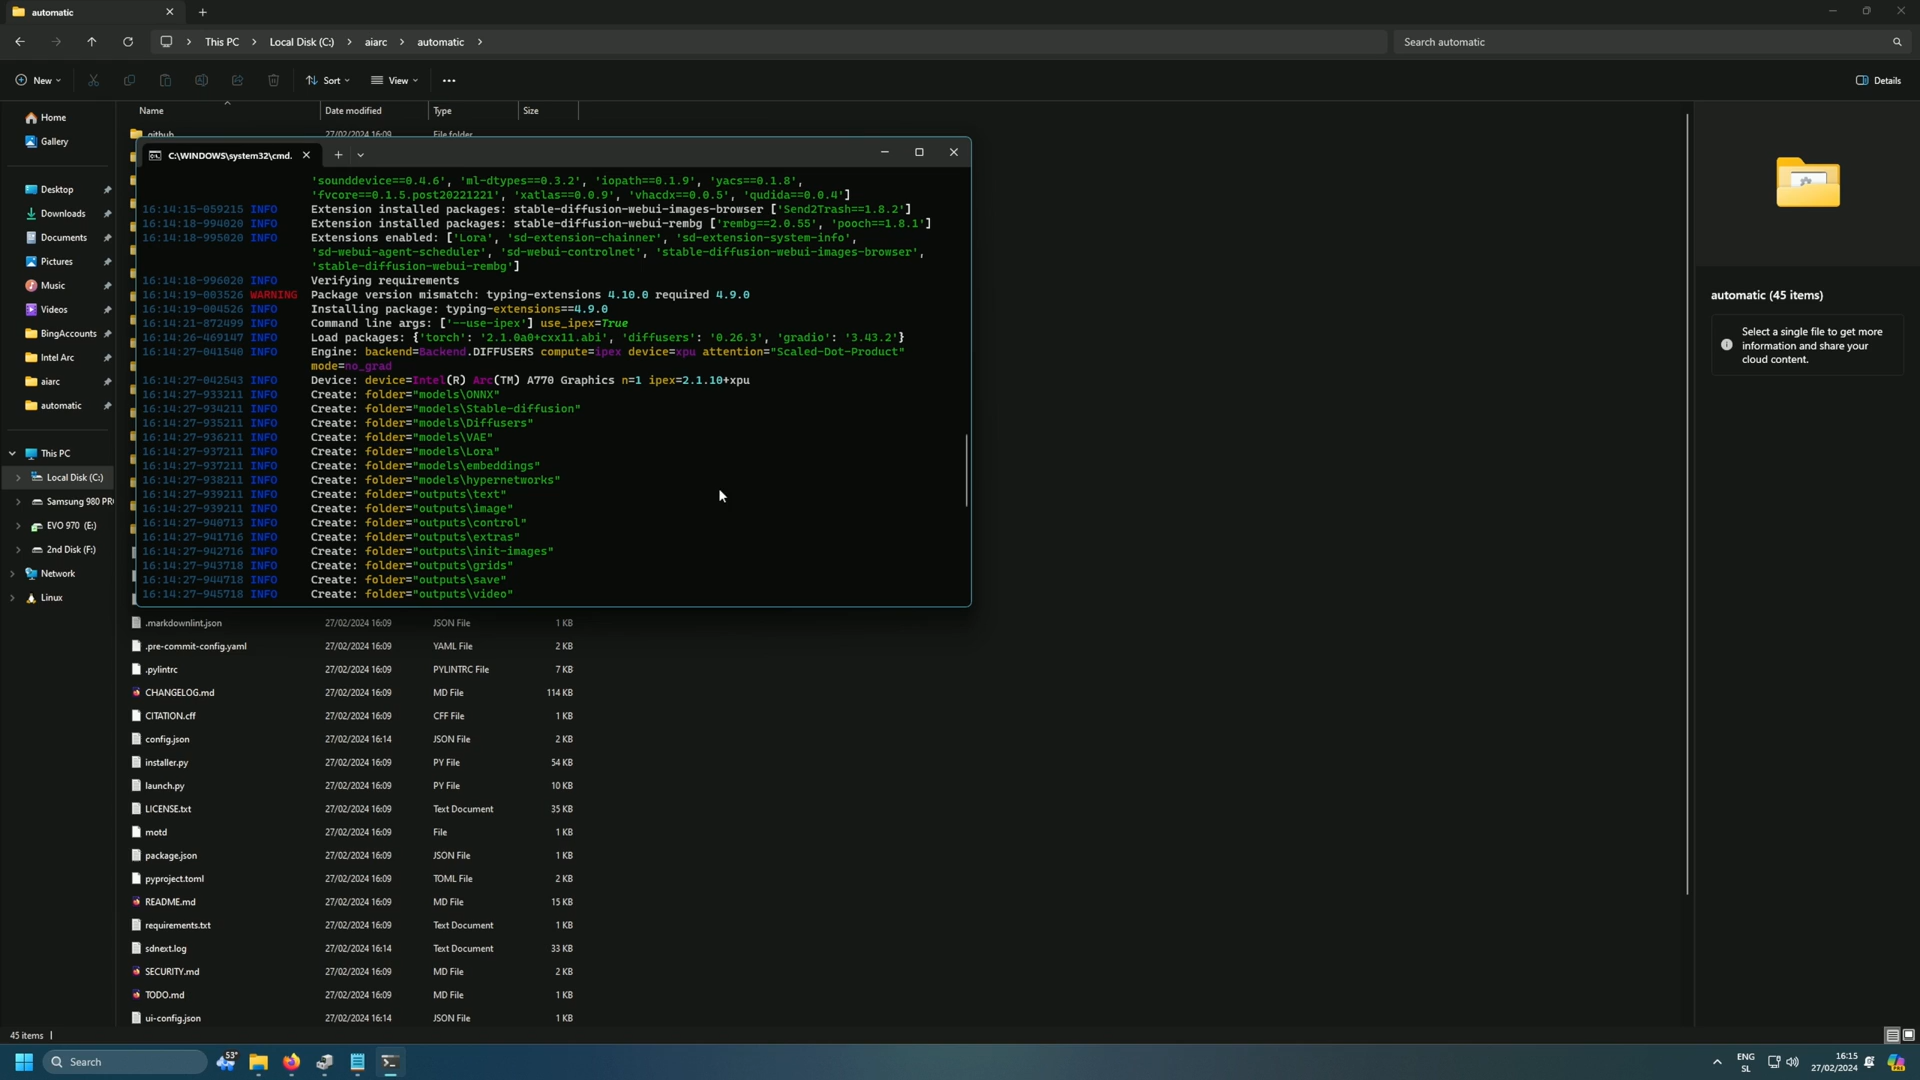 automatic
This PC > Local Disk (C:) > aiarc > automatic >
Search automatic
New
Sort
View
Details
Name
Date modified
Type
Size
Home
Gallery
Desktop
Downloads
Documents
Pictures
Music
Videos
BingAccounts
Intel Arc
aiarc
automatic
This PC
Local Disk (C:)
Samsung 980 PR
EVO 970 (E:)
2nd Disk (F:)
Network
Linux
.github 27/02/2024 16:09 File folder
C:\WINDOWS\system32\cmd.
'sounddevice==0.4.6', 'ml-dtypes==0.3.2', 'iopath==0.1.9', 'yacs==0.1.8',
'fvcore==0.1.5.post20221221', 'xatlas==0.0.9', 'vhacdx==0.0.5', 'qudida==0.0.4']
16:14:15-059215 INFO Extension installed packages: stable-diffusion-webui-images-browser ['Send2Trash==1.8.2']
16:14:18-994020 INFO Extension installed packages: stable-diffusion-webui-rembg ['rembg==2.0.55', 'pooch==1.8.1']
16:14:18-995020 INFO Extensions enabled: ['Lora', 'sd-extension-chainner', 'sd-extension-system-info',
'sd-webui-agent-scheduler', 'sd-webui-controlnet', 'stable-diffusion-webui-images-browser',
'stable-diffusion-webui-rembg']
16:14:18-996020 INFO Verifying requirements
16:14:19-003526 WARNING Package version mismatch: typing-extensions 4.10.0 required 4.9.0
16:14:19-004526 INFO Installing package: typing-extensions==4.9.0
16:14:21-872499 INFO Command line args: ['--use-ipex'] use_ipex=True
16:14:26-469147 INFO Load packages: {'torch': '2.1.0a0+cxx11.abi', 'diffusers': '0.26.3', 'gradio': '3.43.2'}
16:14:27-041540 INFO Engine: backend=Backend.DIFFUSERS compute=ipex device=xpu attention="Scaled-Dot-Product"
mode=no_grad
16:14:27-042543 INFO Device: device=Intel(R) Arc(TM) A770 Graphics n=1 ipex=2.1.10+xpu
16:14:27-933211 INFO Create: folder="models\ONNX"
16:14:27-934211 INFO Create: folder="models\Stable-diffusion"
16:14:27-935211 INFO Create: folder="models\Diffusers"
16:14:27-936211 INFO Create: folder="models\VAE"
16:14:27-937211 INFO Create: folder="models\Lora"
16:14:27-937211 INFO Create: folder="models\embeddings"
16:14:27-938211 INFO Create: folder="models\hypernetworks"
16:14:27-939211 INFO Create: folder="outputs\text"
16:14:27-939211 INFO Create: folder="outputs\image"
16:14:27-940713 INFO Create: folder="outputs\control"
16:14:27-941716 INFO Create: folder="outputs\extras"
16:14:27-942716 INFO Create: folder="outputs\init-images"
16:14:27-943718 INFO Create: folder="outputs\grids"
16:14:27-944718 INFO Create: folder="outputs\save"
16:14:27-945718 INFO Create: folder="outputs\video"
.markdownlint.json 27/02/2024 16:09 JSON File 1 KB
.pre-commit-config.yaml 27/02/2024 16:09 YAML File 2 KB
.pylintrc 27/02/2024 16:09 PYLINTRC File 7 KB
CHANGELOG.md 27/02/2024 16:09 MD File 114 KB
CITATION.cff 27/02/2024 16:09 CFF File 1 KB
config.json 27/02/2024 16:14 JSON File 2 KB
installer.py 27/02/2024 16:09 PY File 54 KB
launch.py 27/02/2024 16:09 PY File 10 KB
LICENSE.txt 27/02/2024 16:09 Text Document 35 KB
motd 27/02/2024 16:09 File 1 KB
package.json 27/02/2024 16:09 JSON File 1 KB
pyproject.toml 27/02/2024 16:09 TOML File 2 KB
README.md 27/02/2024 16:09 MD File 15 KB
requirements.txt 27/02/2024 16:09 Text Document 1 KB
sdnext.log 27/02/2024 16:14 Text Document 33 KB
SECURITY.md 27/02/2024 16:09 MD File 2 KB
TODO.md 27/02/2024 16:09 MD File 1 KB
ui-config.json 27/02/2024 16:14 JSON File 1 KB
automatic (45 items)
Select a single file to get more
information and share your
cloud content.
45 items
Search
53°
ENG
SL
16:15
27/02/2024